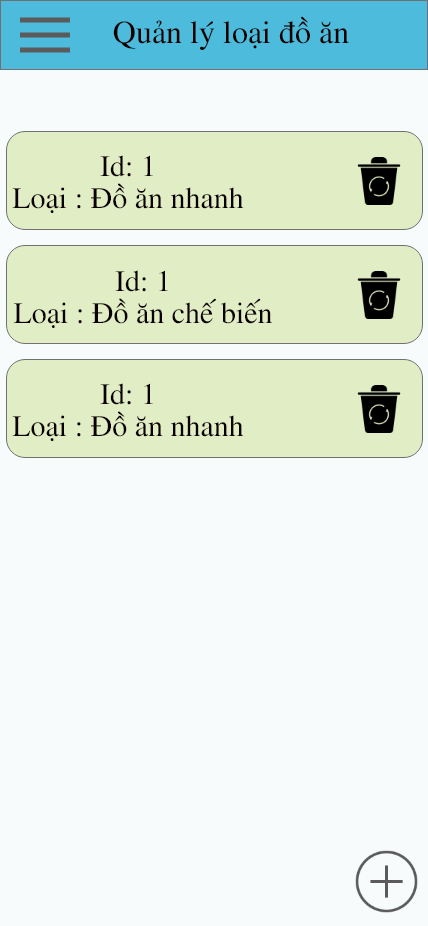 Quản lý loại đồ ăn
Id: 1
Loại : Đồ ăn nhanh
Id: 1
Loại : Đồ ăn chế biến
Id: 1
Loại : Đồ ăn nhanh